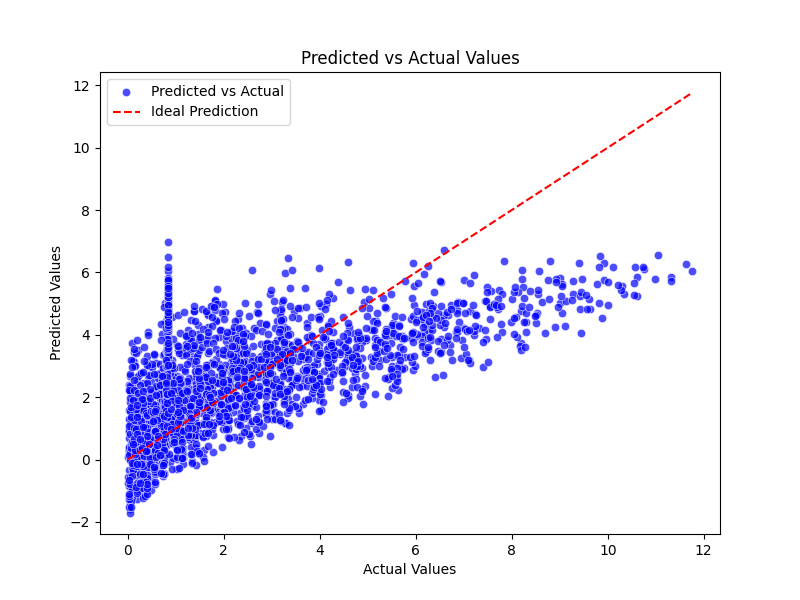 Predicted vs Actual Values
Predicted vs Actual
Ideal Prediction
12
10
8
6
4
2
0
−2
Predicted Values
0 2 4 6 8 10 12
Actual Values